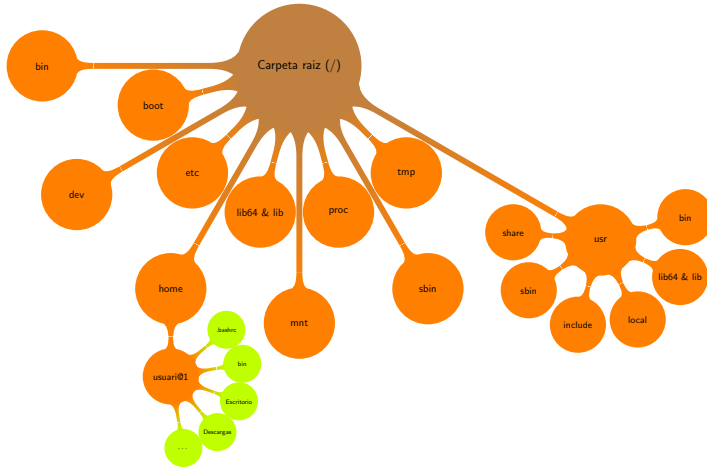 Carpeta raiz (/)
bin
boot
dev
etc
lib64 & lib
proc
tmp
home
mnt
sbin
usr
share
sbin
include
local
lib64 & lib
bin
usuari@1
.bashrc
bin
Escritorio
Descargas
...